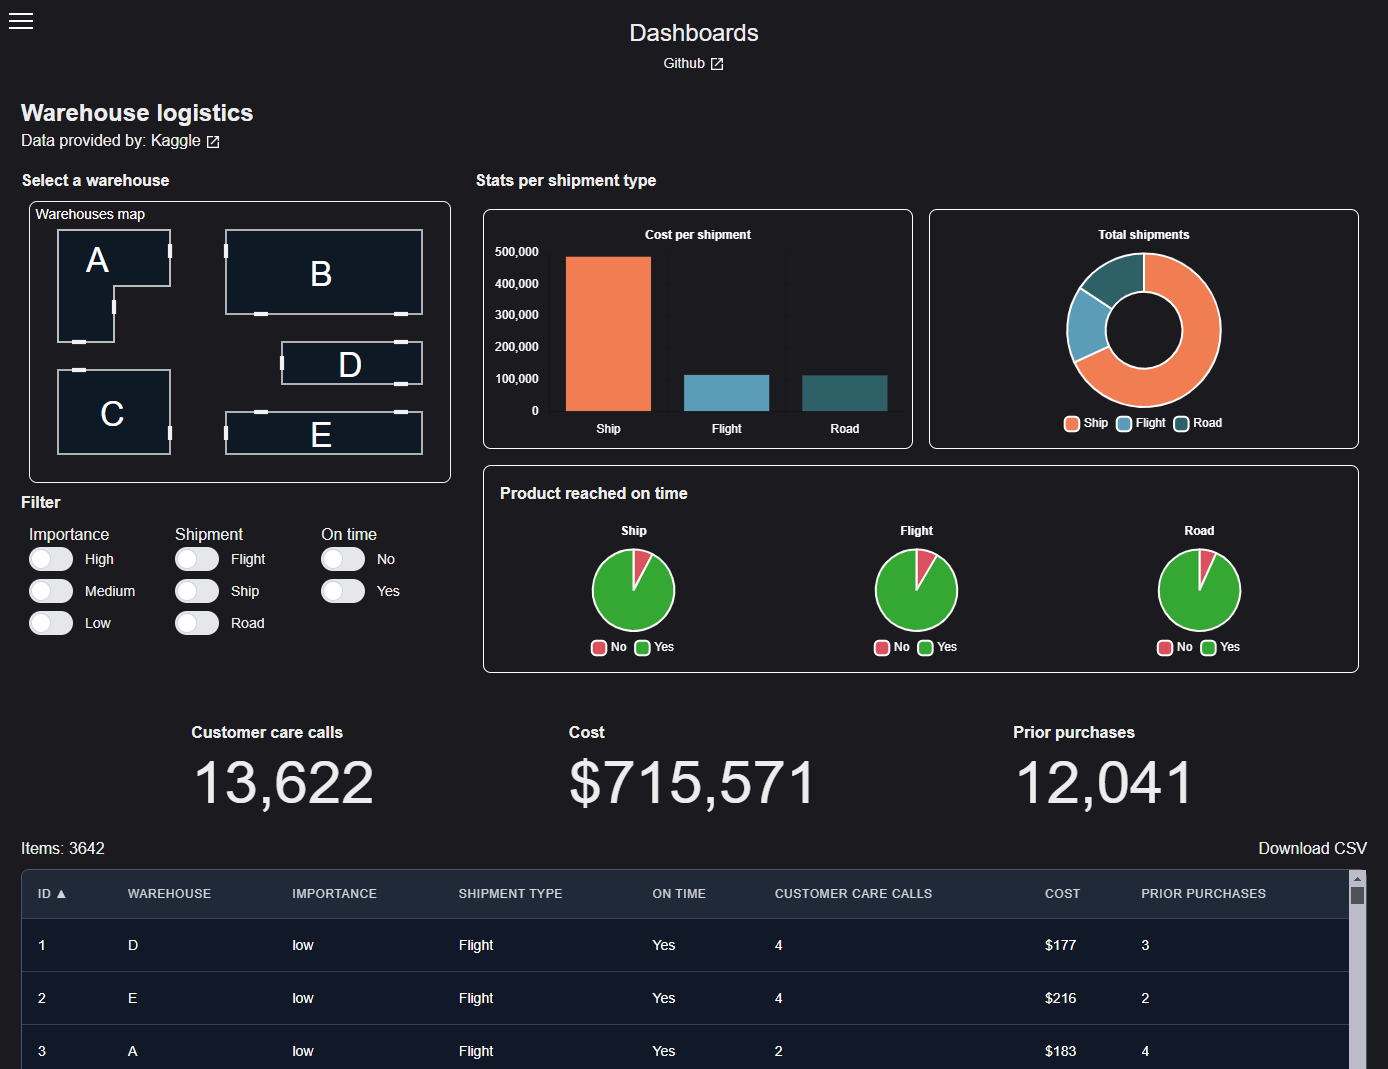 Dashboards
Github
Warehouse logistics
Data provided by: Kaggle
Select a warehouse
Warehouses map
A
B
C
D
E
Filter
Importance Shipment On time
High Flight No
Medium Ship Yes
Low Road
Stats per shipment type
Cost per shipment
500,000
400,000
300,000
200,000
100,000
0
Ship Flight Road
Total shipments
Ship Flight Road
Product reached on time
Ship Flight Road
No Yes No Yes No Yes
Customer care calls Cost Prior purchases
13,622 $715,571 12,041
Items: 3642 Download CSV
ID ▲ WAREHOUSE IMPORTANCE SHIPMENT TYPE ON TIME CUSTOMER CARE CALLS COST PRIOR PURCHASES
1 D low Flight Yes 4 $177 3
2 E low Flight Yes 4 $216 2
3 A low Flight Yes 2 $183 4